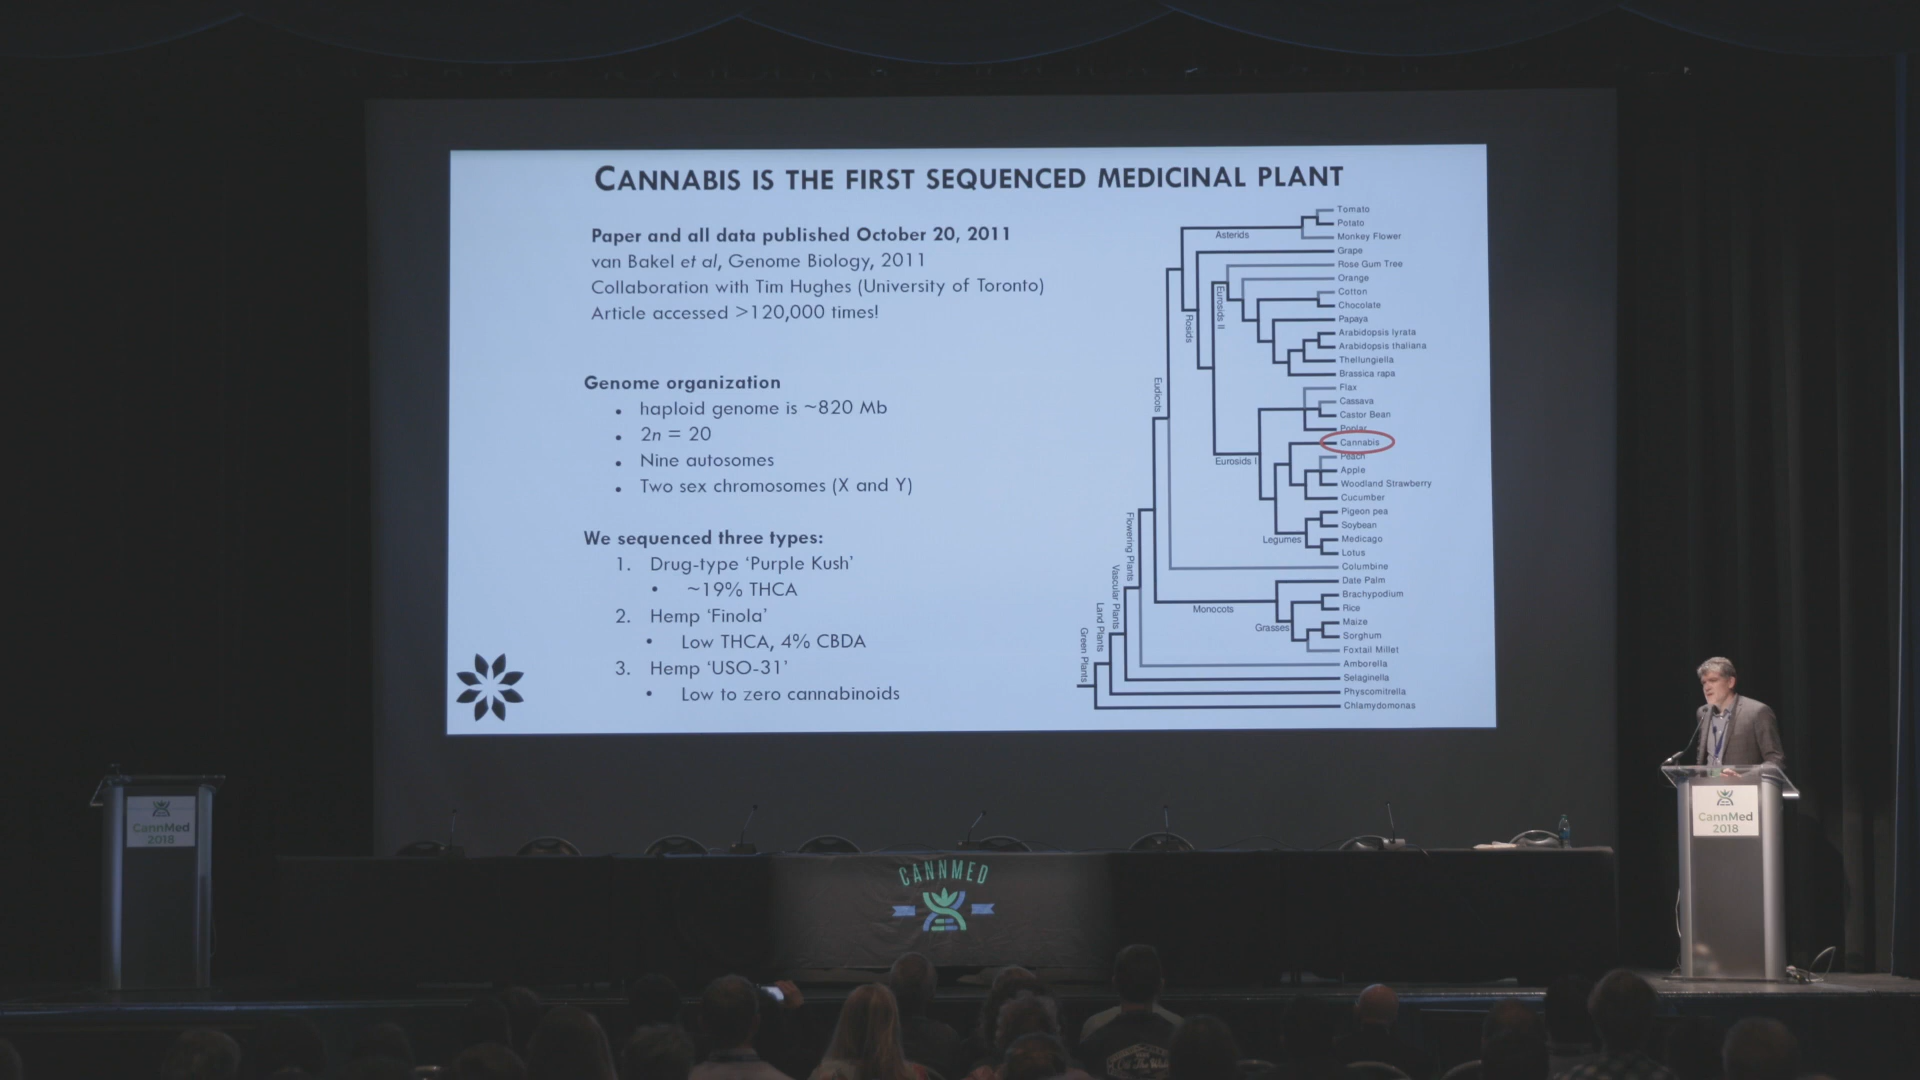 CANNABIS IS THE FIRST SEQUENCED MEDICINAL PLANT
Paper and all data published October 20, 2011
van Bakel et al, Genome Biology, 2011
Collaboration with Tim Hughes (University of Toronto)
Article accessed >120,000 times!
Genome organization
• haploid genome is ~820 Mb
• 2n = 20
• Nine autosomes
• Two sex chromosomes (X and Y)
We sequenced three types:
1. Drug-type ‘Purple Kush’
• ~19% THCA
2. Hemp ‘Finola’
• Low THCA, 4% CBDA
3. Hemp ‘USO-31’
• Low to zero cannabinoids
Tomato
Potato
Monkey Flower
Grape
Rose Gum Tree
Orange
Cotton
Chocolate
Papaya
Arabidopsis lyrata
Arabidopsis thaliana
Thellungiella
Brassica rapa
Flax
Cassava
Castor Bean
Poplar
Cannabis
Peach
Apple
Woodland Strawberry
Cucumber
Pigeon pea
Soybean
Medicago
Lotus
Columbine
Date Palm
Brachypodium
Rice
Maize
Sorghum
Foxtail Millet
Amborella
Selaginella
Physcomitrella
Chlamydomonas
Asterids
Rosids
Eurosids II
Eudicots
Eurosids I
Legumes
Flowering Plants
Vascular Plants
Monocots
Grasses
Land Plants
Green Plants
CannMed
2018
CANNMED
CannMed
2018